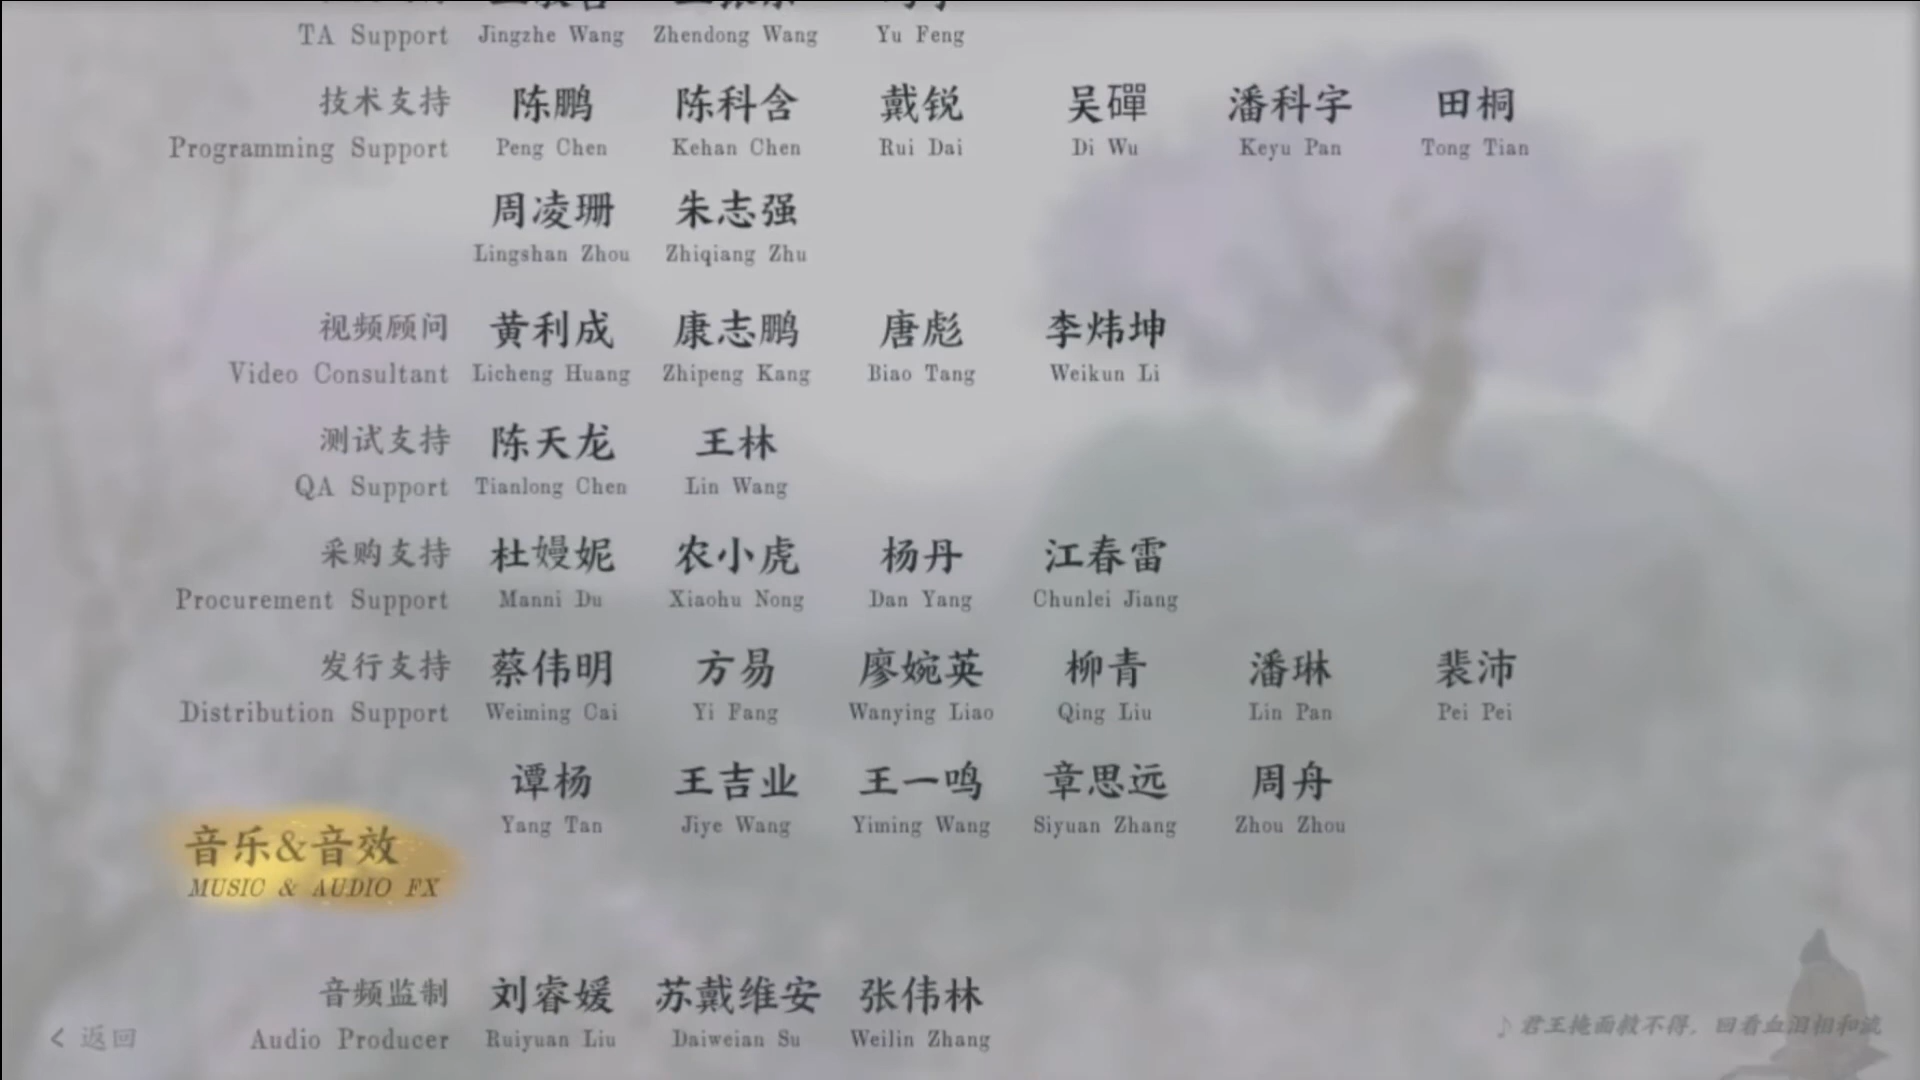 TA Support Jingzhe Wang Zhendong Wang Yu Feng
技术支持 陈鹏 陈科含 戴锐 吴磾 潘科宇 田桐
Programming Support Peng Chen Kehan Chen Rui Dai Di Wu Keyu Pan Tong Tian
周凌珊 朱志强
Lingshan Zhou Zhiqiang Zhu
视频顾问 黄利成 康志鹏 唐彪 李炜坤
Video Consultant Licheng Huang Zhipeng Kang Biao Tang Weikun Li
测试支持 陈天龙 王林
QA Support Tianlong Chen Lin Wang
采购支持 杜嫚妮 农小虎 杨丹 江春雷
Procurement Support Manni Du Xiaohu Nong Dan Yang Chunlei Jiang
发行支持 蔡伟明 方易 廖婉英 柳青 潘琳 裴沛
Distribution Support Weiming Cai Yi Fang Wanying Liao Qing Liu Lin Pan Pei Pei
谭杨 王吉业 王一鸣 章思远 周舟
Yang Tan Jiye Wang Yiming Wang Siyuan Zhang Zhou Zhou
音乐&音效
MUSIC & AUDIO FX
音频监制 刘睿媛 苏戴维安 张伟林
Audio Producer Ruiyuan Liu Daiweian Su Weilin Zhang
< 返回
♪ 君王掩面救不得，回看血泪相和流